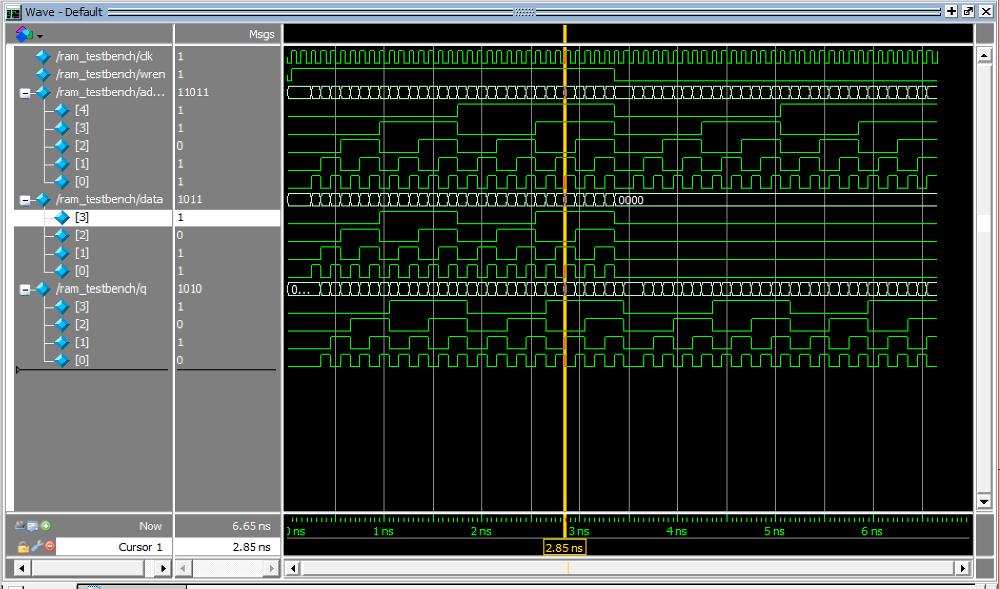 Wave - Default
Msgs
/ram_testbench/clk 1
/ram_testbench/wren 1
/ram_testbench/ad... 11011
[4] 1
[3] 1
[2] 0
[1] 1
[0] 1
/ram_testbench/data 1011 0000
[3] 1
[2] 0
[1] 1
[0] 1
/ram_testbench/q 1010 0...
[3] 1
[2] 0
[1] 1
[0] 0
Now 6.65 ns ns 1 ns 2 ns 3 ns 4 ns 5 ns 6 ns
Cursor 1 2.85 ns 2.85 ns